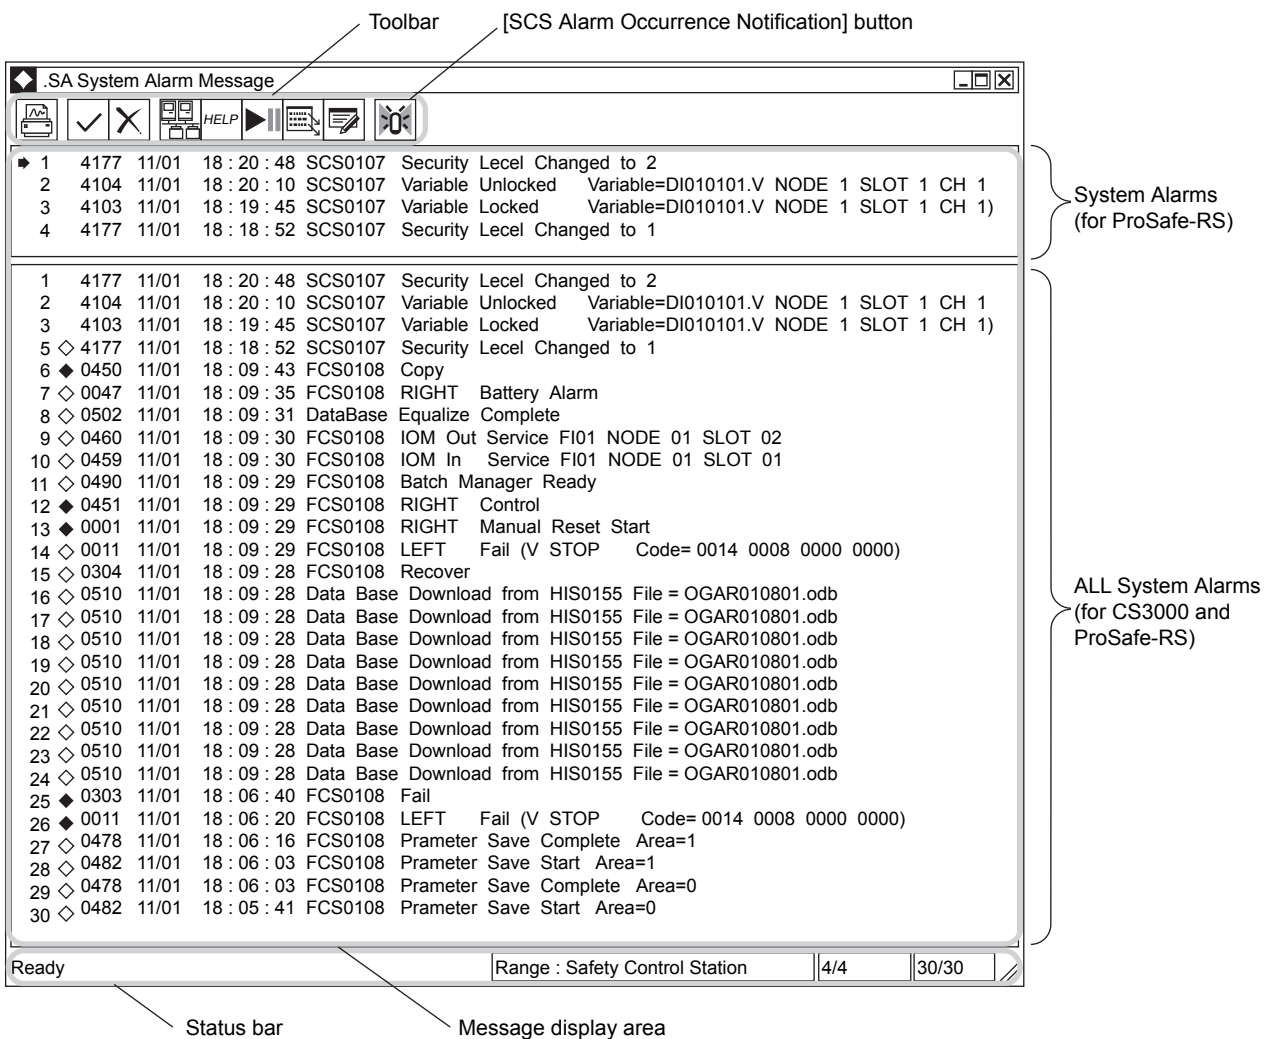 Toolbar [SCS Alarm Occurrence Notification] button
.SA System Alarm Message
HELP
1 4177 11/01 18 : 20 : 48 SCS0107 Security Lecel Changed to 2
2 4104 11/01 18 : 20 : 10 SCS0107 Variable Unlocked Variable=DI010101.V NODE 1 SLOT 1 CH 1
3 4103 11/01 18 : 19 : 45 SCS0107 Variable Locked Variable=DI010101.V NODE 1 SLOT 1 CH 1)
4 4177 11/01 18 : 18 : 52 SCS0107 Security Lecel Changed to 1
System Alarms
(for ProSafe-RS)
1 4177 11/01 18 : 20 : 48 SCS0107 Security Lecel Changed to 2
2 4104 11/01 18 : 20 : 10 SCS0107 Variable Unlocked Variable=DI010101.V NODE 1 SLOT 1 CH 1
3 4103 11/01 18 : 19 : 45 SCS0107 Variable Locked Variable=DI010101.V NODE 1 SLOT 1 CH 1)
5 ◇ 4177 11/01 18 : 18 : 52 SCS0107 Security Lecel Changed to 1
6 ◆ 0450 11/01 18 : 09 : 43 FCS0108 Copy
7 ◇ 0047 11/01 18 : 09 : 35 FCS0108 RIGHT Battery Alarm
8 ◇ 0502 11/01 18 : 09 : 31 DataBase Equalize Complete
9 ◇ 0460 11/01 18 : 09 : 30 FCS0108 IOM Out Service FI01 NODE 01 SLOT 02
10 ◇ 0459 11/01 18 : 09 : 30 FCS0108 IOM In Service FI01 NODE 01 SLOT 01
11 ◇ 0490 11/01 18 : 09 : 29 FCS0108 Batch Manager Ready
12 ◆ 0451 11/01 18 : 09 : 29 FCS0108 RIGHT Control
13 ◆ 0001 11/01 18 : 09 : 29 FCS0108 RIGHT Manual Reset Start
14 ◇ 0011 11/01 18 : 09 : 29 FCS0108 LEFT Fail (V STOP Code= 0014 0008 0000 0000)
15 ◇ 0304 11/01 18 : 09 : 28 FCS0108 Recover
16 ◇ 0510 11/01 18 : 09 : 28 Data Base Download from HIS0155 File = OGAR010801.odb
17 ◇ 0510 11/01 18 : 09 : 28 Data Base Download from HIS0155 File = OGAR010801.odb
18 ◇ 0510 11/01 18 : 09 : 28 Data Base Download from HIS0155 File = OGAR010801.odb
19 ◇ 0510 11/01 18 : 09 : 28 Data Base Download from HIS0155 File = OGAR010801.odb
20 ◇ 0510 11/01 18 : 09 : 28 Data Base Download from HIS0155 File = OGAR010801.odb
21 ◇ 0510 11/01 18 : 09 : 28 Data Base Download from HIS0155 File = OGAR010801.odb
22 ◇ 0510 11/01 18 : 09 : 28 Data Base Download from HIS0155 File = OGAR010801.odb
23 ◇ 0510 11/01 18 : 09 : 28 Data Base Download from HIS0155 File = OGAR010801.odb
24 ◇ 0510 11/01 18 : 09 : 28 Data Base Download from HIS0155 File = OGAR010801.odb
25 ◆ 0303 11/01 18 : 06 : 40 FCS0108 Fail
26 ◆ 0011 11/01 18 : 06 : 20 FCS0108 LEFT Fail (V STOP Code= 0014 0008 0000 0000)
27 ◇ 0478 11/01 18 : 06 : 16 FCS0108 Prameter Save Complete Area=1
28 ◇ 0482 11/01 18 : 06 : 03 FCS0108 Prameter Save Start Area=1
29 ◇ 0478 11/01 18 : 06 : 03 FCS0108 Prameter Save Complete Area=0
30 ◇ 0482 11/01 18 : 05 : 41 FCS0108 Prameter Save Start Area=0
ALL System Alarms
(for CS3000 and
ProSafe-RS)
Ready Range : Safety Control Station 4/4 30/30
Status bar Message display area